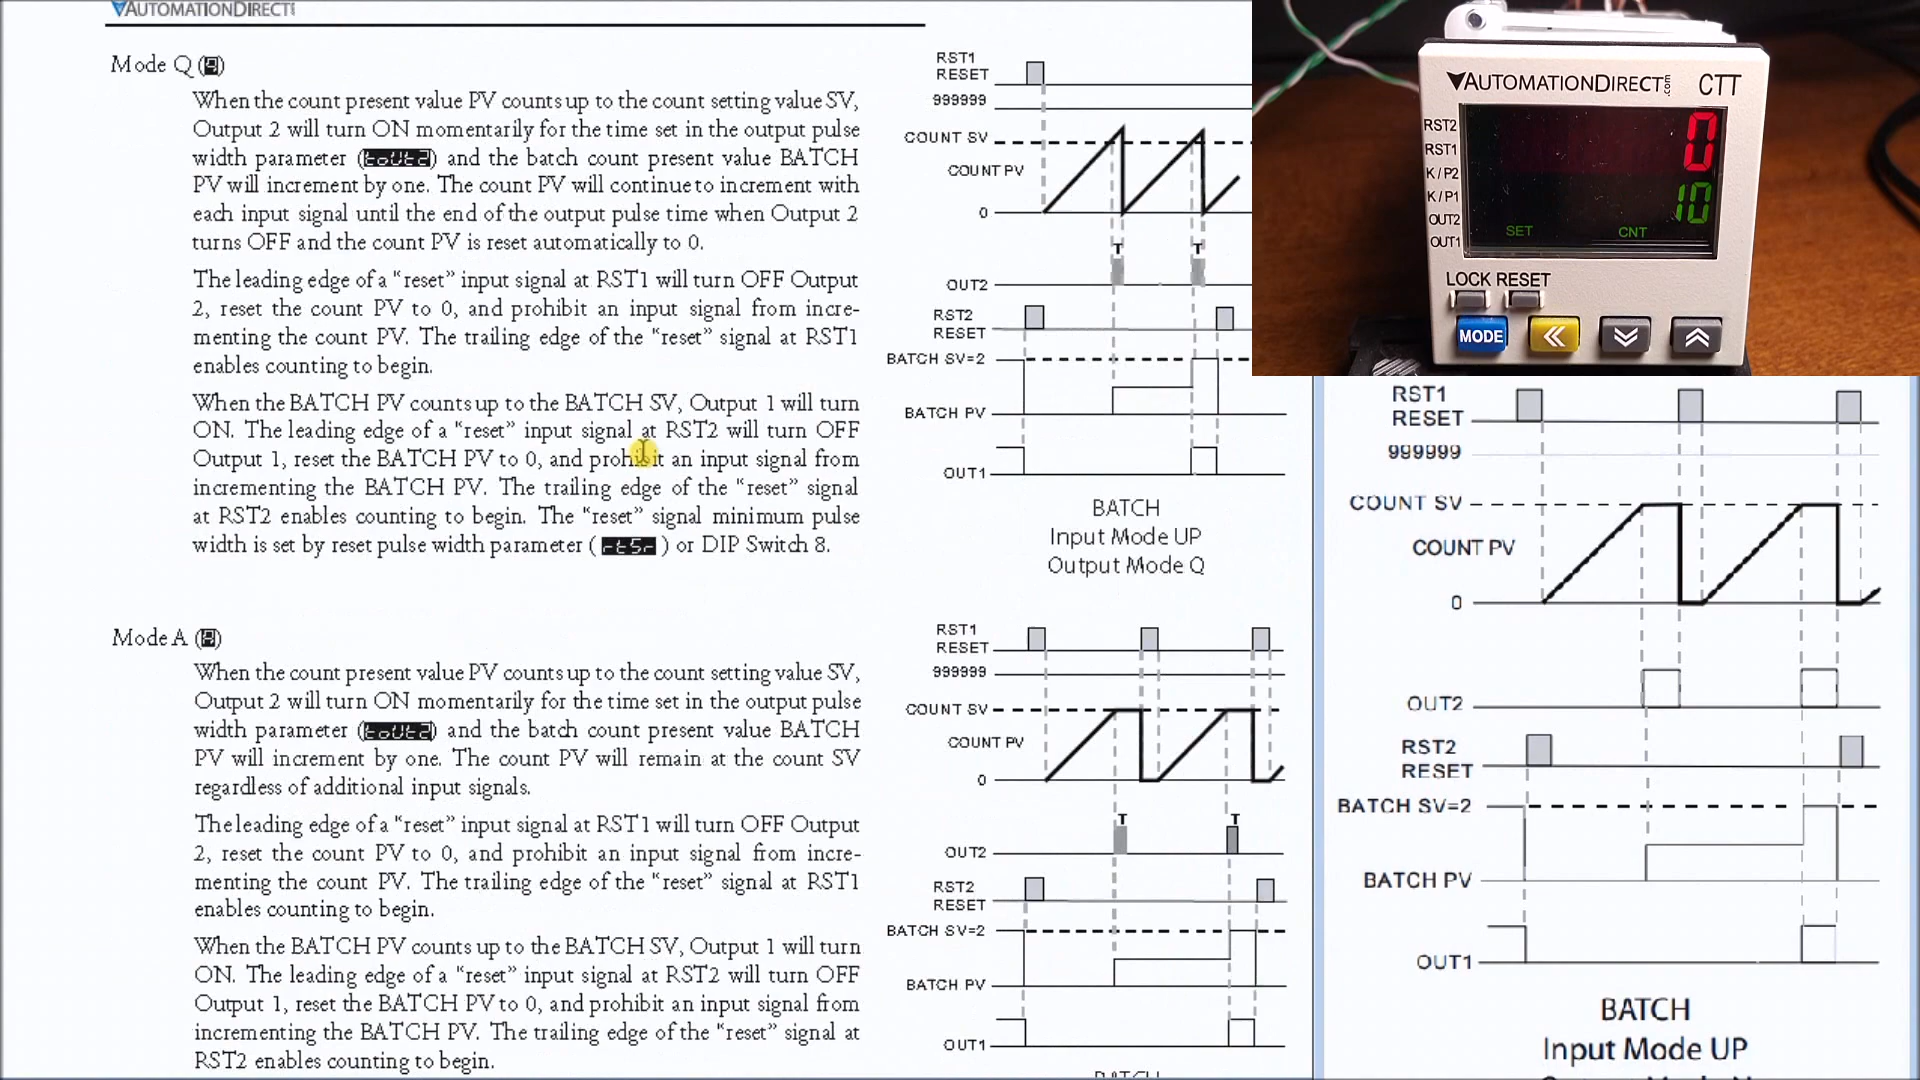 AUTOMATIONDIRECT
Mode Q (Q)
When the count present value PV counts up to the count setting value SV,
Output 2 will turn ON momentarily for the time set in the output pulse
width parameter (toUt2) and the batch count present value BATCH
PV will increment by one. The count PV will continue to increment with
each input signal until the end of the output pulse time when Output 2
turns OFF and the count PV is reset automatically to 0.
The leading edge of a “reset” input signal at RST1 will turn OFF Output
2, reset the count PV to 0, and prohibit an input signal from incre-
menting the count PV. The trailing edge of the “reset” signal at RST1
enables counting to begin.
When the BATCH PV counts up to the BATCH SV, Output 1 will turn
ON. The leading edge of a “reset” input signal at RST2 will turn OFF
Output 1, reset the BATCH PV to 0, and prohibit an input signal from
incrementing the BATCH PV. The trailing edge of the “reset” signal
at RST2 enables counting to begin. The “reset” signal minimum pulse
width is set by reset pulse width parameter ( rtSr ) or DIP Switch 8.
Mode A (A)
When the count present value PV counts up to the count setting value SV,
Output 2 will turn ON momentarily for the time set in the output pulse
width parameter (toUt2) and the batch count present value BATCH
PV will increment by one. The count PV will remain at the count SV
regardless of additional input signals.
The leading edge of a “reset” input signal at RST1 will turn OFF Output
2, reset the count PV to 0, and prohibit an input signal from incre-
menting the count PV. The trailing edge of the “reset” signal at RST1
enables counting to begin.
When the BATCH PV counts up to the BATCH SV, Output 1 will turn
ON. The leading edge of a “reset” input signal at RST2 will turn OFF
Output 1, reset the BATCH PV to 0, and prohibit an input signal from
incrementing the BATCH PV. The trailing edge of the “reset” signal at
RST2 enables counting to begin.
RST1
RESET
999999
COUNT SV
COUNT PV
0
T T
OUT2
RST2
RESET
BATCH SV=2
BATCH PV
OUT1
BATCH
Input Mode UP
Output Mode Q
RST1
RESET
999999
COUNT SV
COUNT PV
0
T T
OUT2
RST2
RESET
BATCH SV=2
BATCH PV
OUT1
BATCH
AUTOMATIONDIRECT.com CTT
RST2
RST1
K / P2
K / P1
OUT2
OUT1
0
10
SET CNT
LOCK RESET
MODE
RST1
RESET
999999
COUNT SV
COUNT PV
0
OUT2
RST2
RESET
BATCH SV=2
BATCH PV
OUT1
BATCH
Input Mode UP